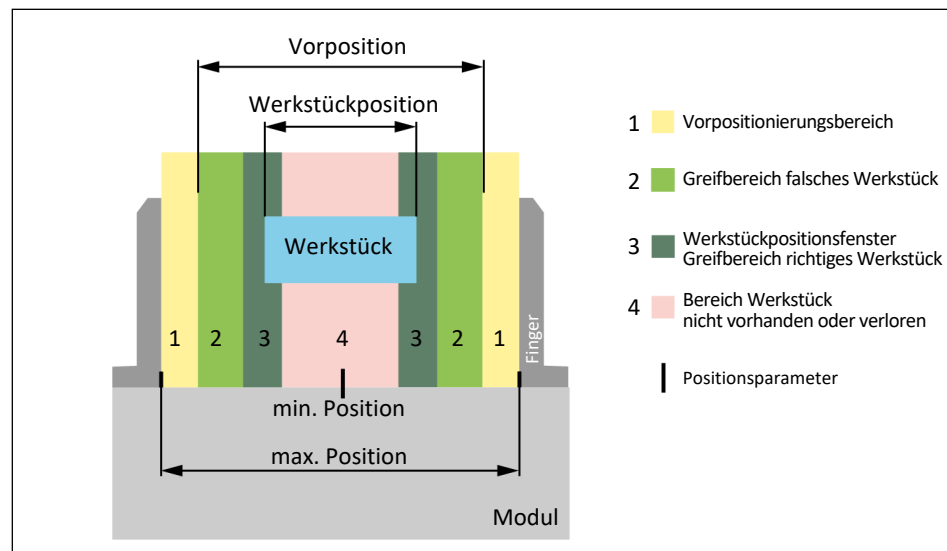 Vorposition
Werkstückposition
Werkstück
1 2 3 4 3 2 1
Finger
min. Position
max. Position
Modul
1 Vorpositionierungsbereich
2 Greifbereich falsches Werkstück
3 Werkstückpositionsfenster
Greifbereich richtiges Werkstück
4 Bereich Werkstück
nicht vorhanden oder verloren
Positionsparameter